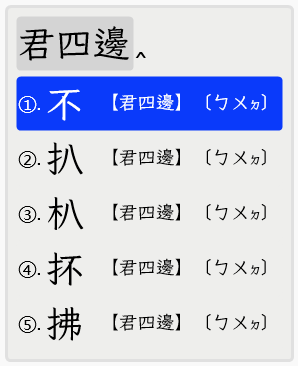 君四邊‸
①. 不 【君四邊】 〔ㄅㄨㄉ〕
②. 扒 【君四邊】 〔ㄅㄨㄉ〕
③. 朳 【君四邊】 〔ㄅㄨㄉ〕
④. 抔 【君四邊】 〔ㄅㄨㄉ〕
⑤. 拂 【君四邊】 〔ㄅㄨㄉ〕